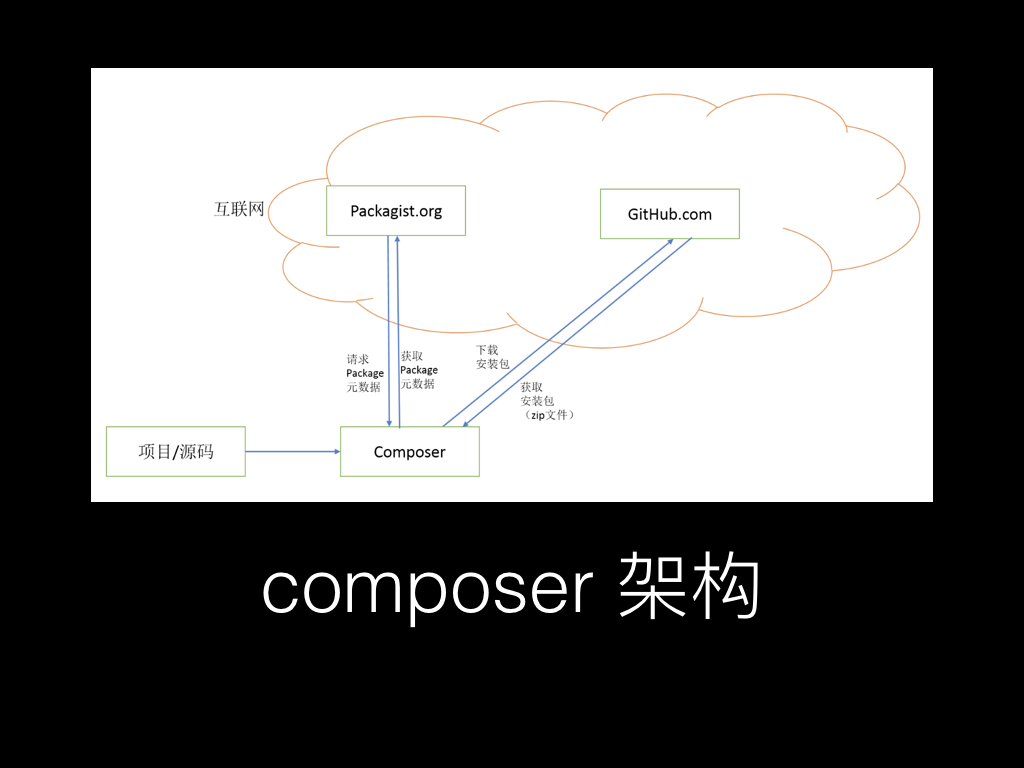 互联网
Packagist.org
GitHub.com
请求
Package
元数据
获取
Package
元数据
下载
安装包
获取
安装包
（zip文件）
项目/源码
Composer
composer 架构